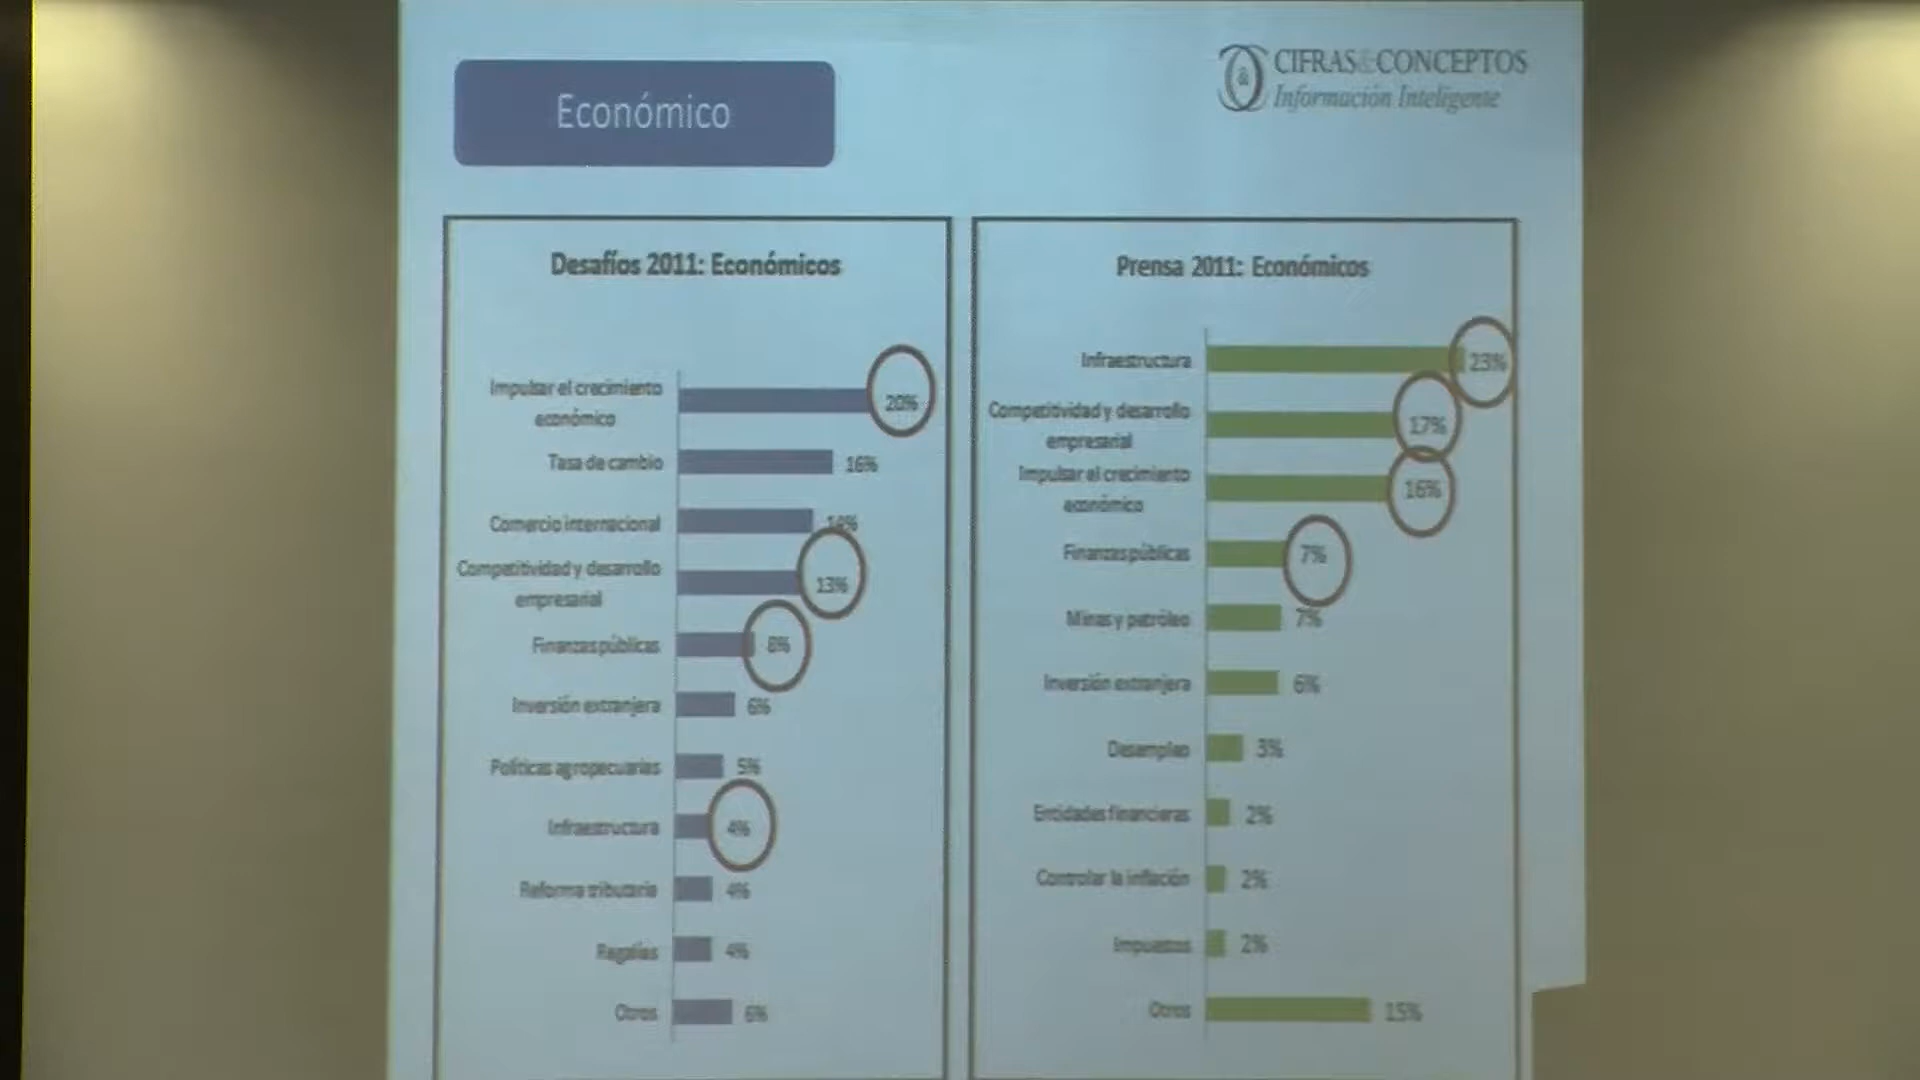 Económico
CIFRAS&CONCEPTOS
Información Inteligente
Desafíos 2011: Económicos
Impulsar el crecimiento
económico
20%
Tasa de cambio
16%
Comercio internacional
14%
Competitividad y desarrollo
empresarial
13%
Finanzas públicas
8%
Inversión extranjera
6%
Políticas agropecuarias
5%
Infraestructura
4%
Reforma tributaria
4%
Regalías
4%
Otros
6%
Prensa 2011: Económicos
Infraestructura
23%
Competitividad y desarrollo
empresarial
17%
Impulsar el crecimiento
económico
16%
Finanzas públicas
7%
Minas y petróleo
7%
Inversión extranjera
6%
Desempleo
3%
Entidades financieras
2%
Controlar la inflación
2%
Impuestos
2%
Otros
15%